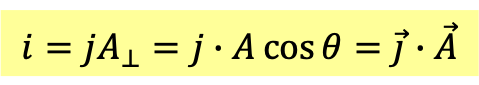 i = jA⊥ = j · A cos θ = j⃗ · A⃗